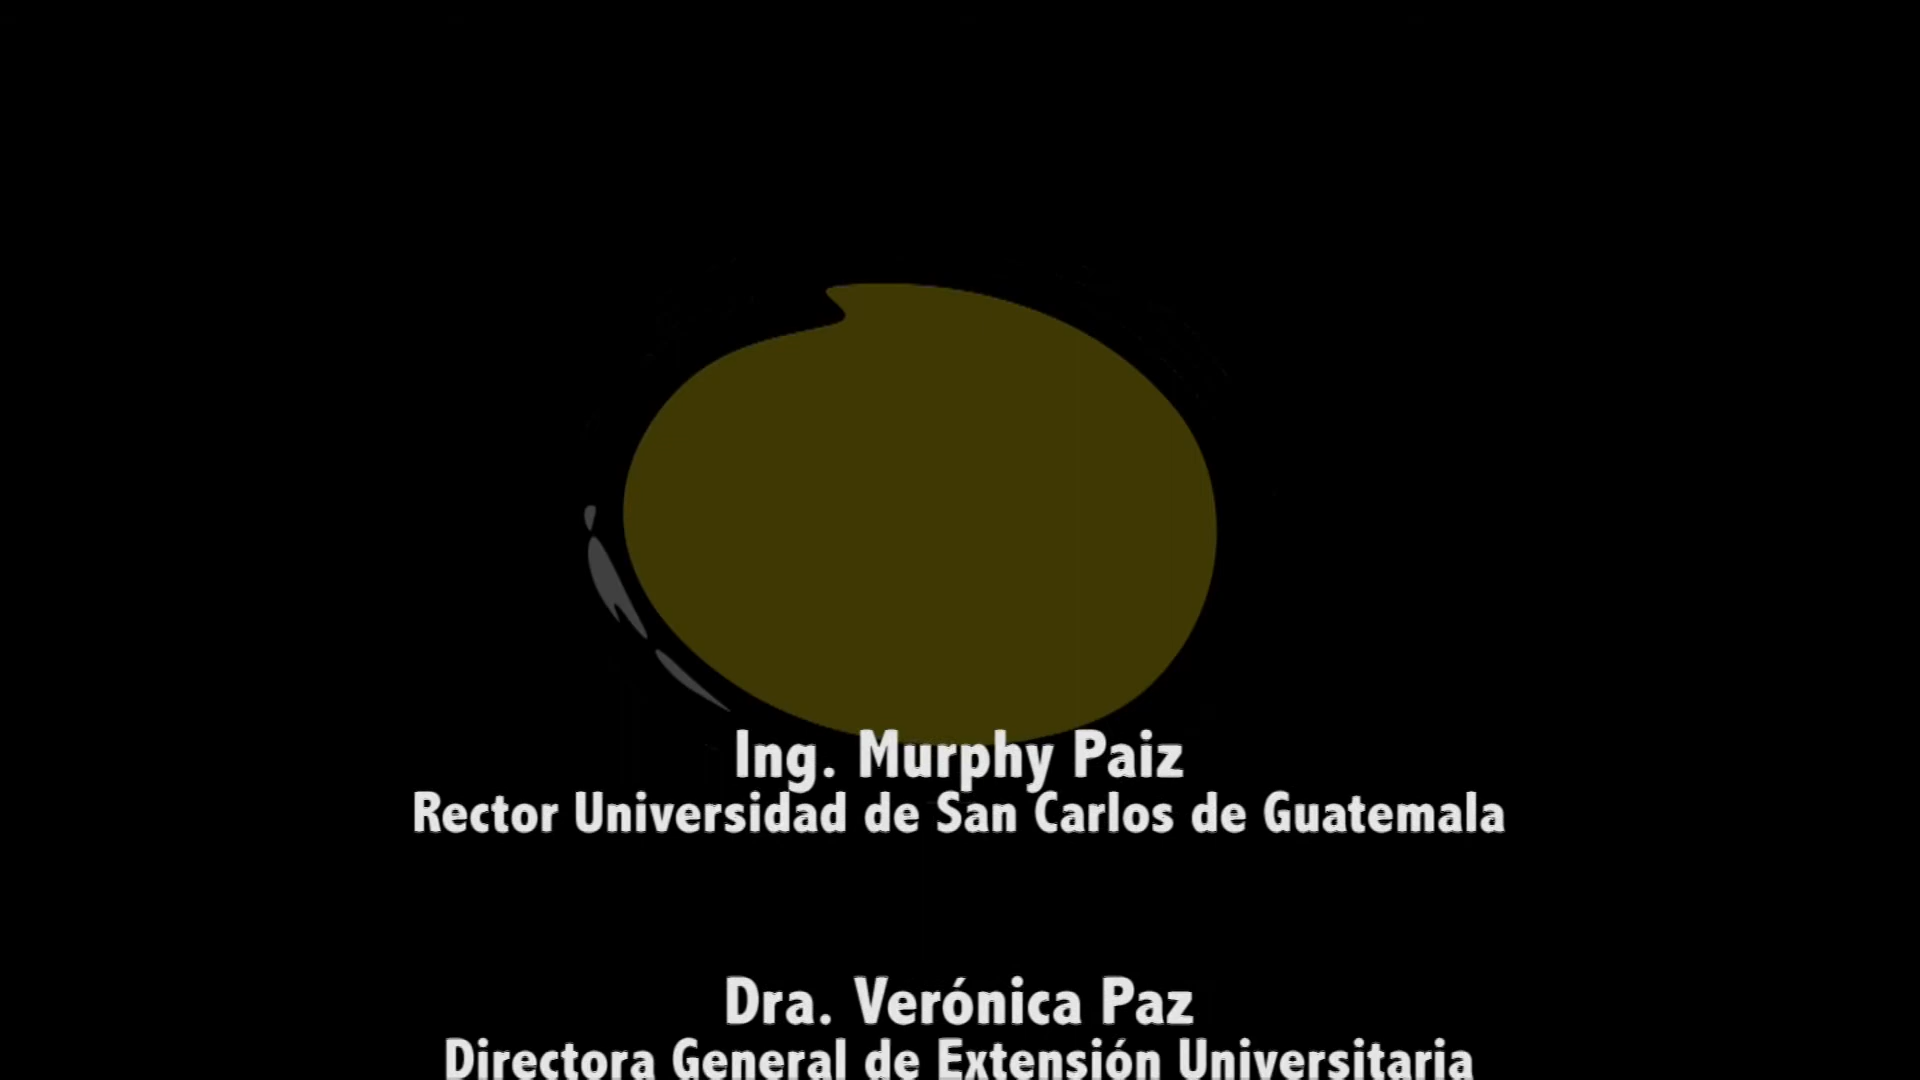 Ing. Murphy Paiz
Rector Universidad de San Carlos de Guatemala
Dra. Verónica Paz
Directora General de Extensión Universitaria